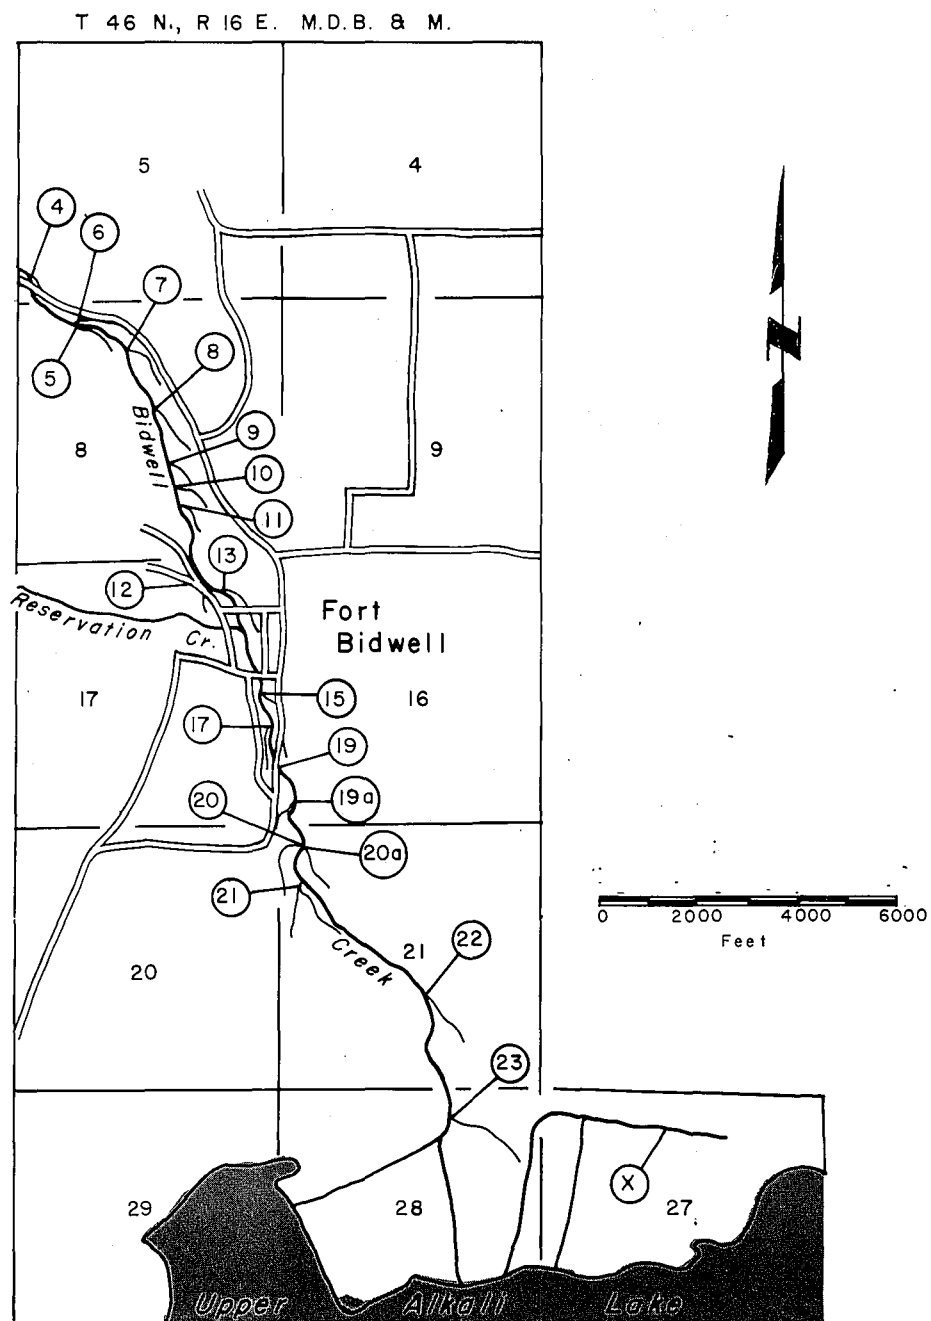 T 46 N., R 16 E. M.D.B. & M.
5
4
4
6
7
8
5
Bidwell
9
8
9
10
11
13
12
Reservation Cr.
Fort
Bidwell
17
15
16
17
19
20
19a
20a
21
Creek
20
21
22
23
X
29
28
27
Upper Alkali Lake
0 2000 4000 6000
Feet
N